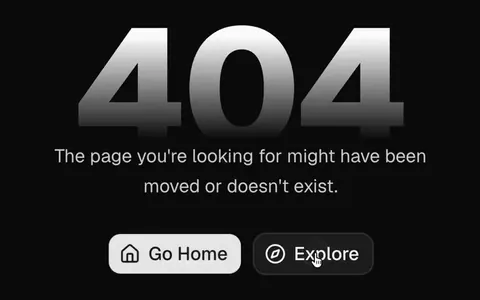 404
The page you're looking for might have been
moved or doesn't exist.
Go Home
Explore